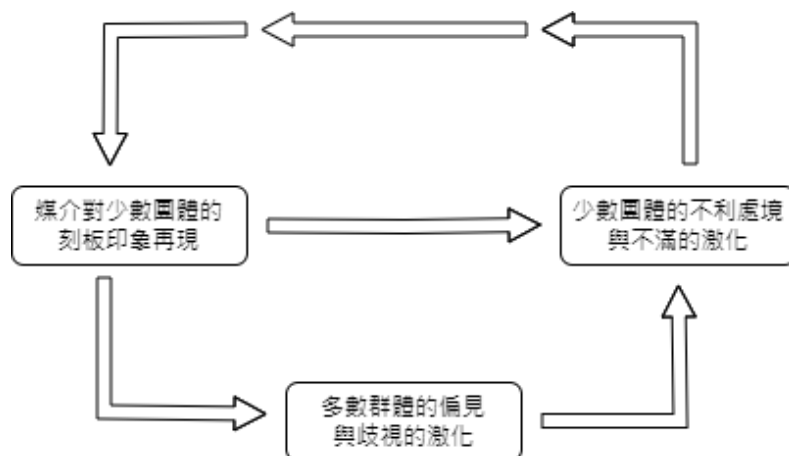 媒介對少數團體的
刻板印象再現
少數團體的不利處境
與不滿的激化
多數群體的偏見
與歧視的激化